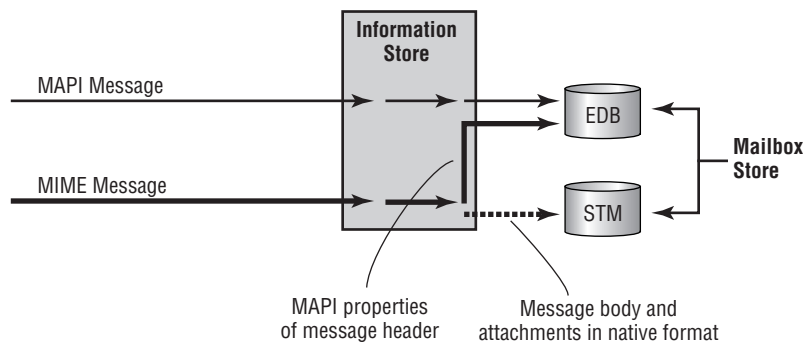 Information
Store
MAPI Message
EDB
Mailbox
Store
MIME Message
STM
MAPI properties
of message header
Message body and
attachments in native format